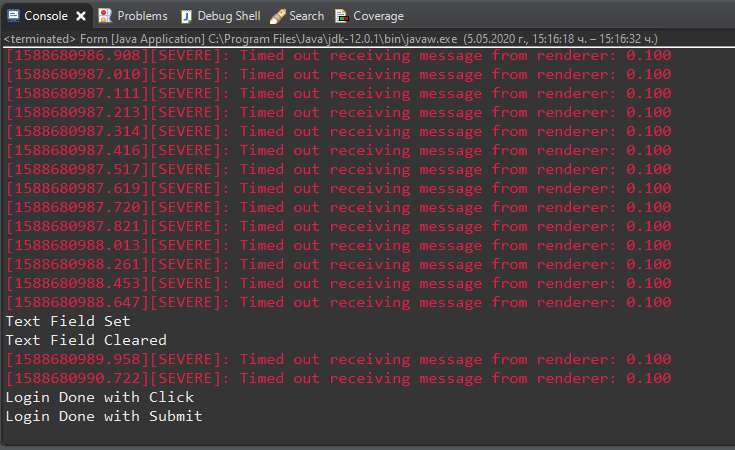 Console Problems Debug Shell Search Coverage
<terminated> Form [Java Application] C:\Program Files\Java\jdk-12.0.1\bin\javaw.exe (5.05.2020 г., 15:16:18 ч. – 15:16:32 ч.)
[1588680986.908][SEVERE]: Timed out receiving message from renderer: 0.100
[1588680987.010][SEVERE]: Timed out receiving message from renderer: 0.100
[1588680987.111][SEVERE]: Timed out receiving message from renderer: 0.100
[1588680987.213][SEVERE]: Timed out receiving message from renderer: 0.100
[1588680987.314][SEVERE]: Timed out receiving message from renderer: 0.100
[1588680987.416][SEVERE]: Timed out receiving message from renderer: 0.100
[1588680987.517][SEVERE]: Timed out receiving message from renderer: 0.100
[1588680987.619][SEVERE]: Timed out receiving message from renderer: 0.100
[1588680987.720][SEVERE]: Timed out receiving message from renderer: 0.100
[1588680987.821][SEVERE]: Timed out receiving message from renderer: 0.100
[1588680988.013][SEVERE]: Timed out receiving message from renderer: 0.100
[1588680988.261][SEVERE]: Timed out receiving message from renderer: 0.100
[1588680988.453][SEVERE]: Timed out receiving message from renderer: 0.100
[1588680988.647][SEVERE]: Timed out receiving message from renderer: 0.100
Text Field Set
Text Field Cleared
[1588680989.958][SEVERE]: Timed out receiving message from renderer: 0.100
[1588680990.722][SEVERE]: Timed out receiving message from renderer: 0.100
Login Done with Click
Login Done with Submit